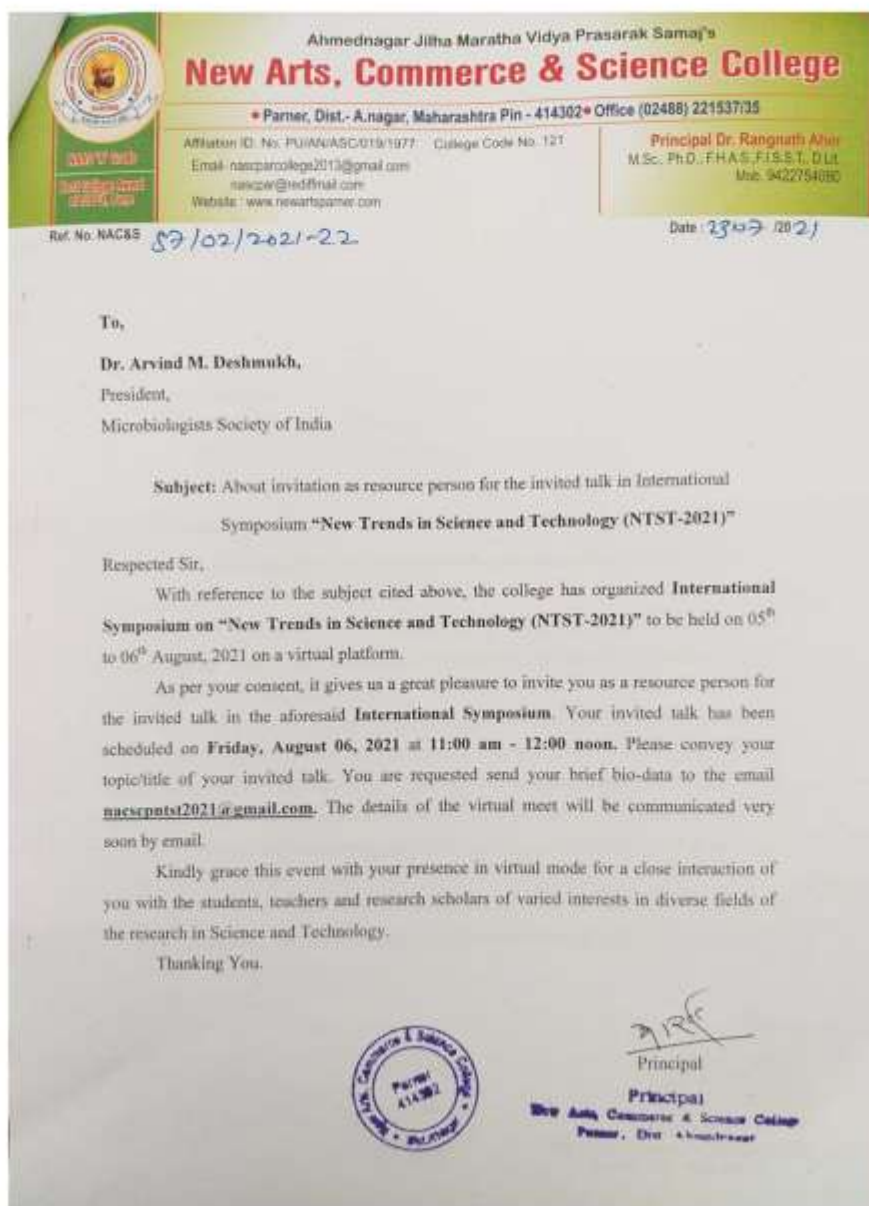 Ahmednagar Jilha Maratha Vidya Prasarak Samaj's
New Arts, Commerce & Science College
Parner, Dist.- A.nagar, Maharashtra Pin - 414302 Office (02488) 221537/35
Affiliation ID: No. PU/AN/ASC/019/1977 College Code No. 121
Email- nascparcollege2013@gmail.com
nascpar@rediffmail.com
Website : www.newartsparner.com
Principal Dr. Rangnath Aher
M.Sc., Ph.D., F.H.A.S., F.I.S.S.T., D.Lit.
Mob. 9422754080
Ref. No. NAC&S 57/02/2021-22
Date : /2021
To,
Dr. Arvind M. Deshmukh,
President,
Microbiologists Society of India
Subject: About invitation as resource person for the invited talk in International
Symposium “New Trends in Science and Technology (NTST-2021)”
Respected Sir,
With reference to the subject cited above, the college has organized International
Symposium on “New Trends in Science and Technology (NTST-2021)” to be held on 05th
to 06th August, 2021 on a virtual platform.
As per your consent, it gives us a great pleasure to invite you as a resource person for
the invited talk in the aforesaid International Symposium. Your invited talk has been
scheduled on Friday, August 06, 2021 at 11:00 am - 12:00 noon. Please convey your
topic/title of your invited talk. You are requested send your brief bio-data to the email
nacscpntst2021@gmail.com. The details of the virtual meet will be communicated very
soon by email.
Kindly grace this event with your presence in virtual mode for a close interaction of
you with the students, teachers and research scholars of varied interests in diverse fields of
the research in Science and Technology.
Thanking You.
Principal
Principal
New Arts, Commerce & Science College
Parner, Dist Ahmednagar
Commerce & Science College
Parner
414302